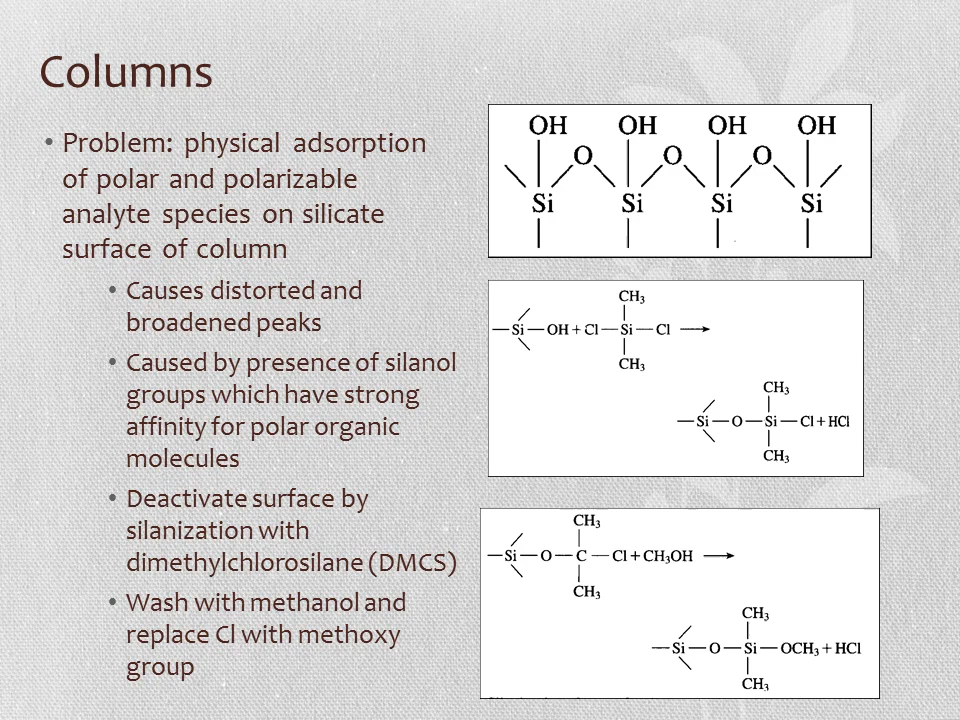 Columns
• Problem: physical adsorption
of polar and polarizable
analyte species on silicate
surface of column
• Causes distorted and
broadened peaks
• Caused by presence of silanol
groups which have strong
affinity for polar organic
molecules
• Deactivate surface by
silanization with
dimethylchlorosilane (DMCS)
• Wash with methanol and
replace Cl with methoxy
group
OH OH OH OH
O O O
Si Si Si Si
CH₃
—Si—OH + Cl—Si—Cl ⟶
CH₃
CH₃
—Si—O—Si—Cl + HCl
CH₃
CH₃
—Si—O—C—Cl + CH₃OH ⟶
CH₃
CH₃
—Si—O—Si—OCH₃ + HCl
CH₃